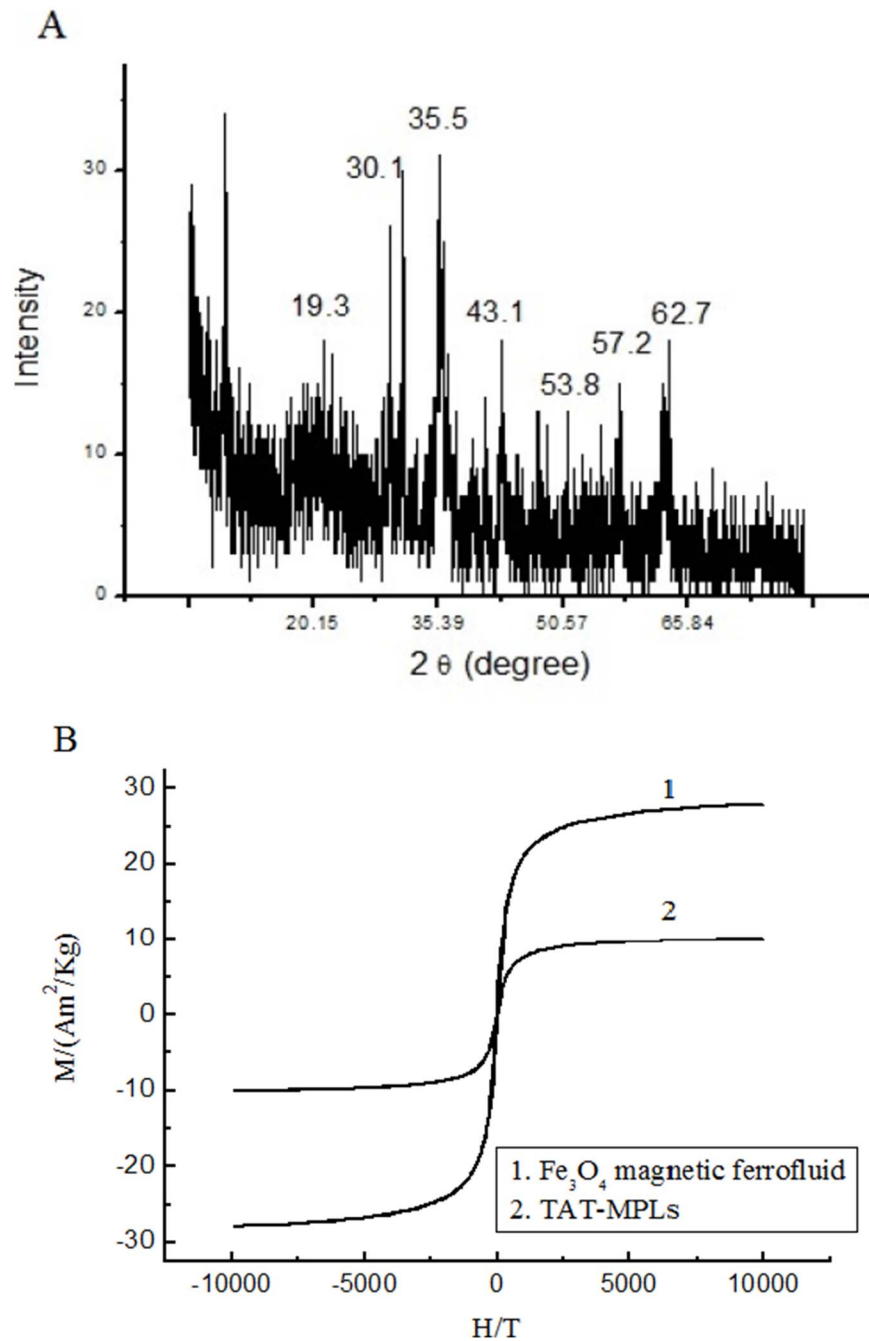 A
35.5
30.1
43.1
19.3
62.7
57.2
53.8
30
20
10
0
Intensity
20.15 35.39 50.57 65.84
2 θ (degree)
B
1
2
30
20
10
0
-10
-20
-30
M/(Am²/Kg)
1. Fe₃O₄ magnetic ferrofluid
2. TAT-MPLs
-10000 -5000 0 5000 10000
H/T